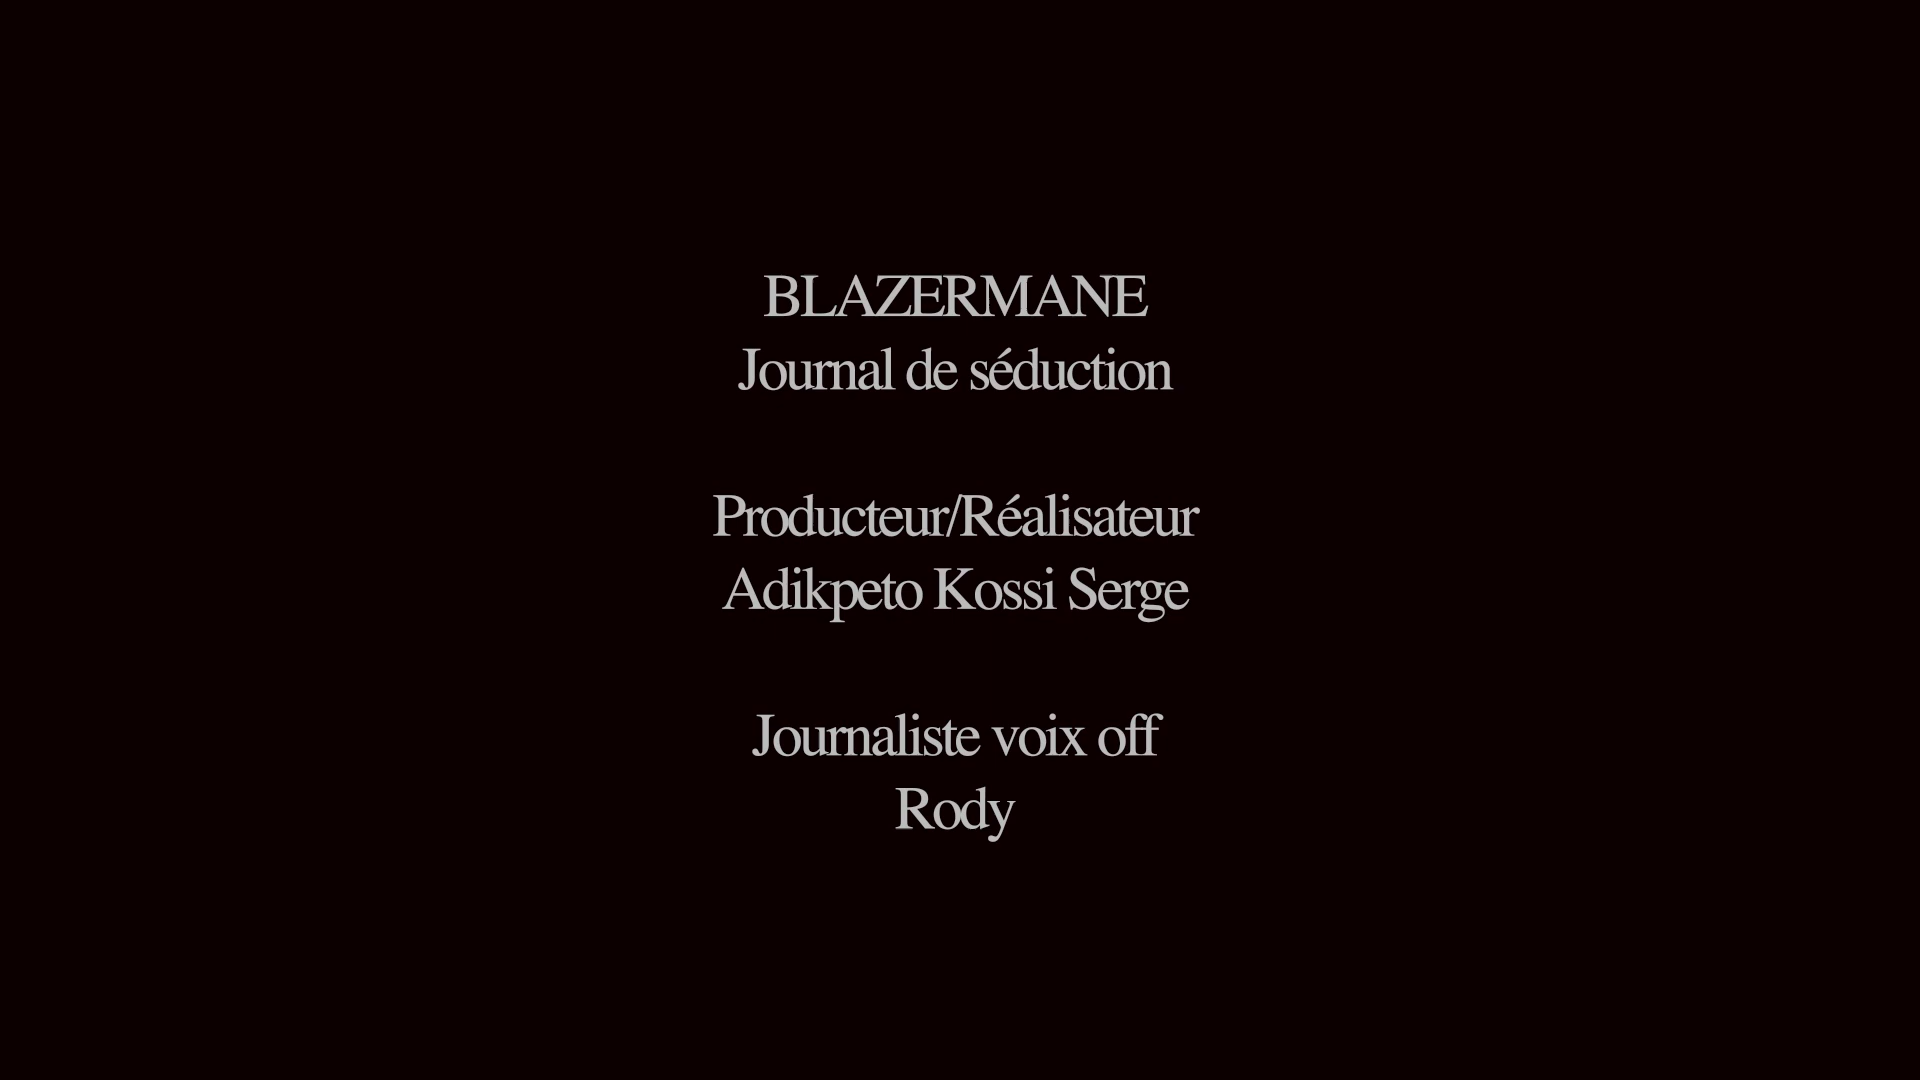 BLAZERMANE
Journal de séduction
Producteur/Réalisateur
Adikpeto Kossi Serge
Journaliste voix off
Rody